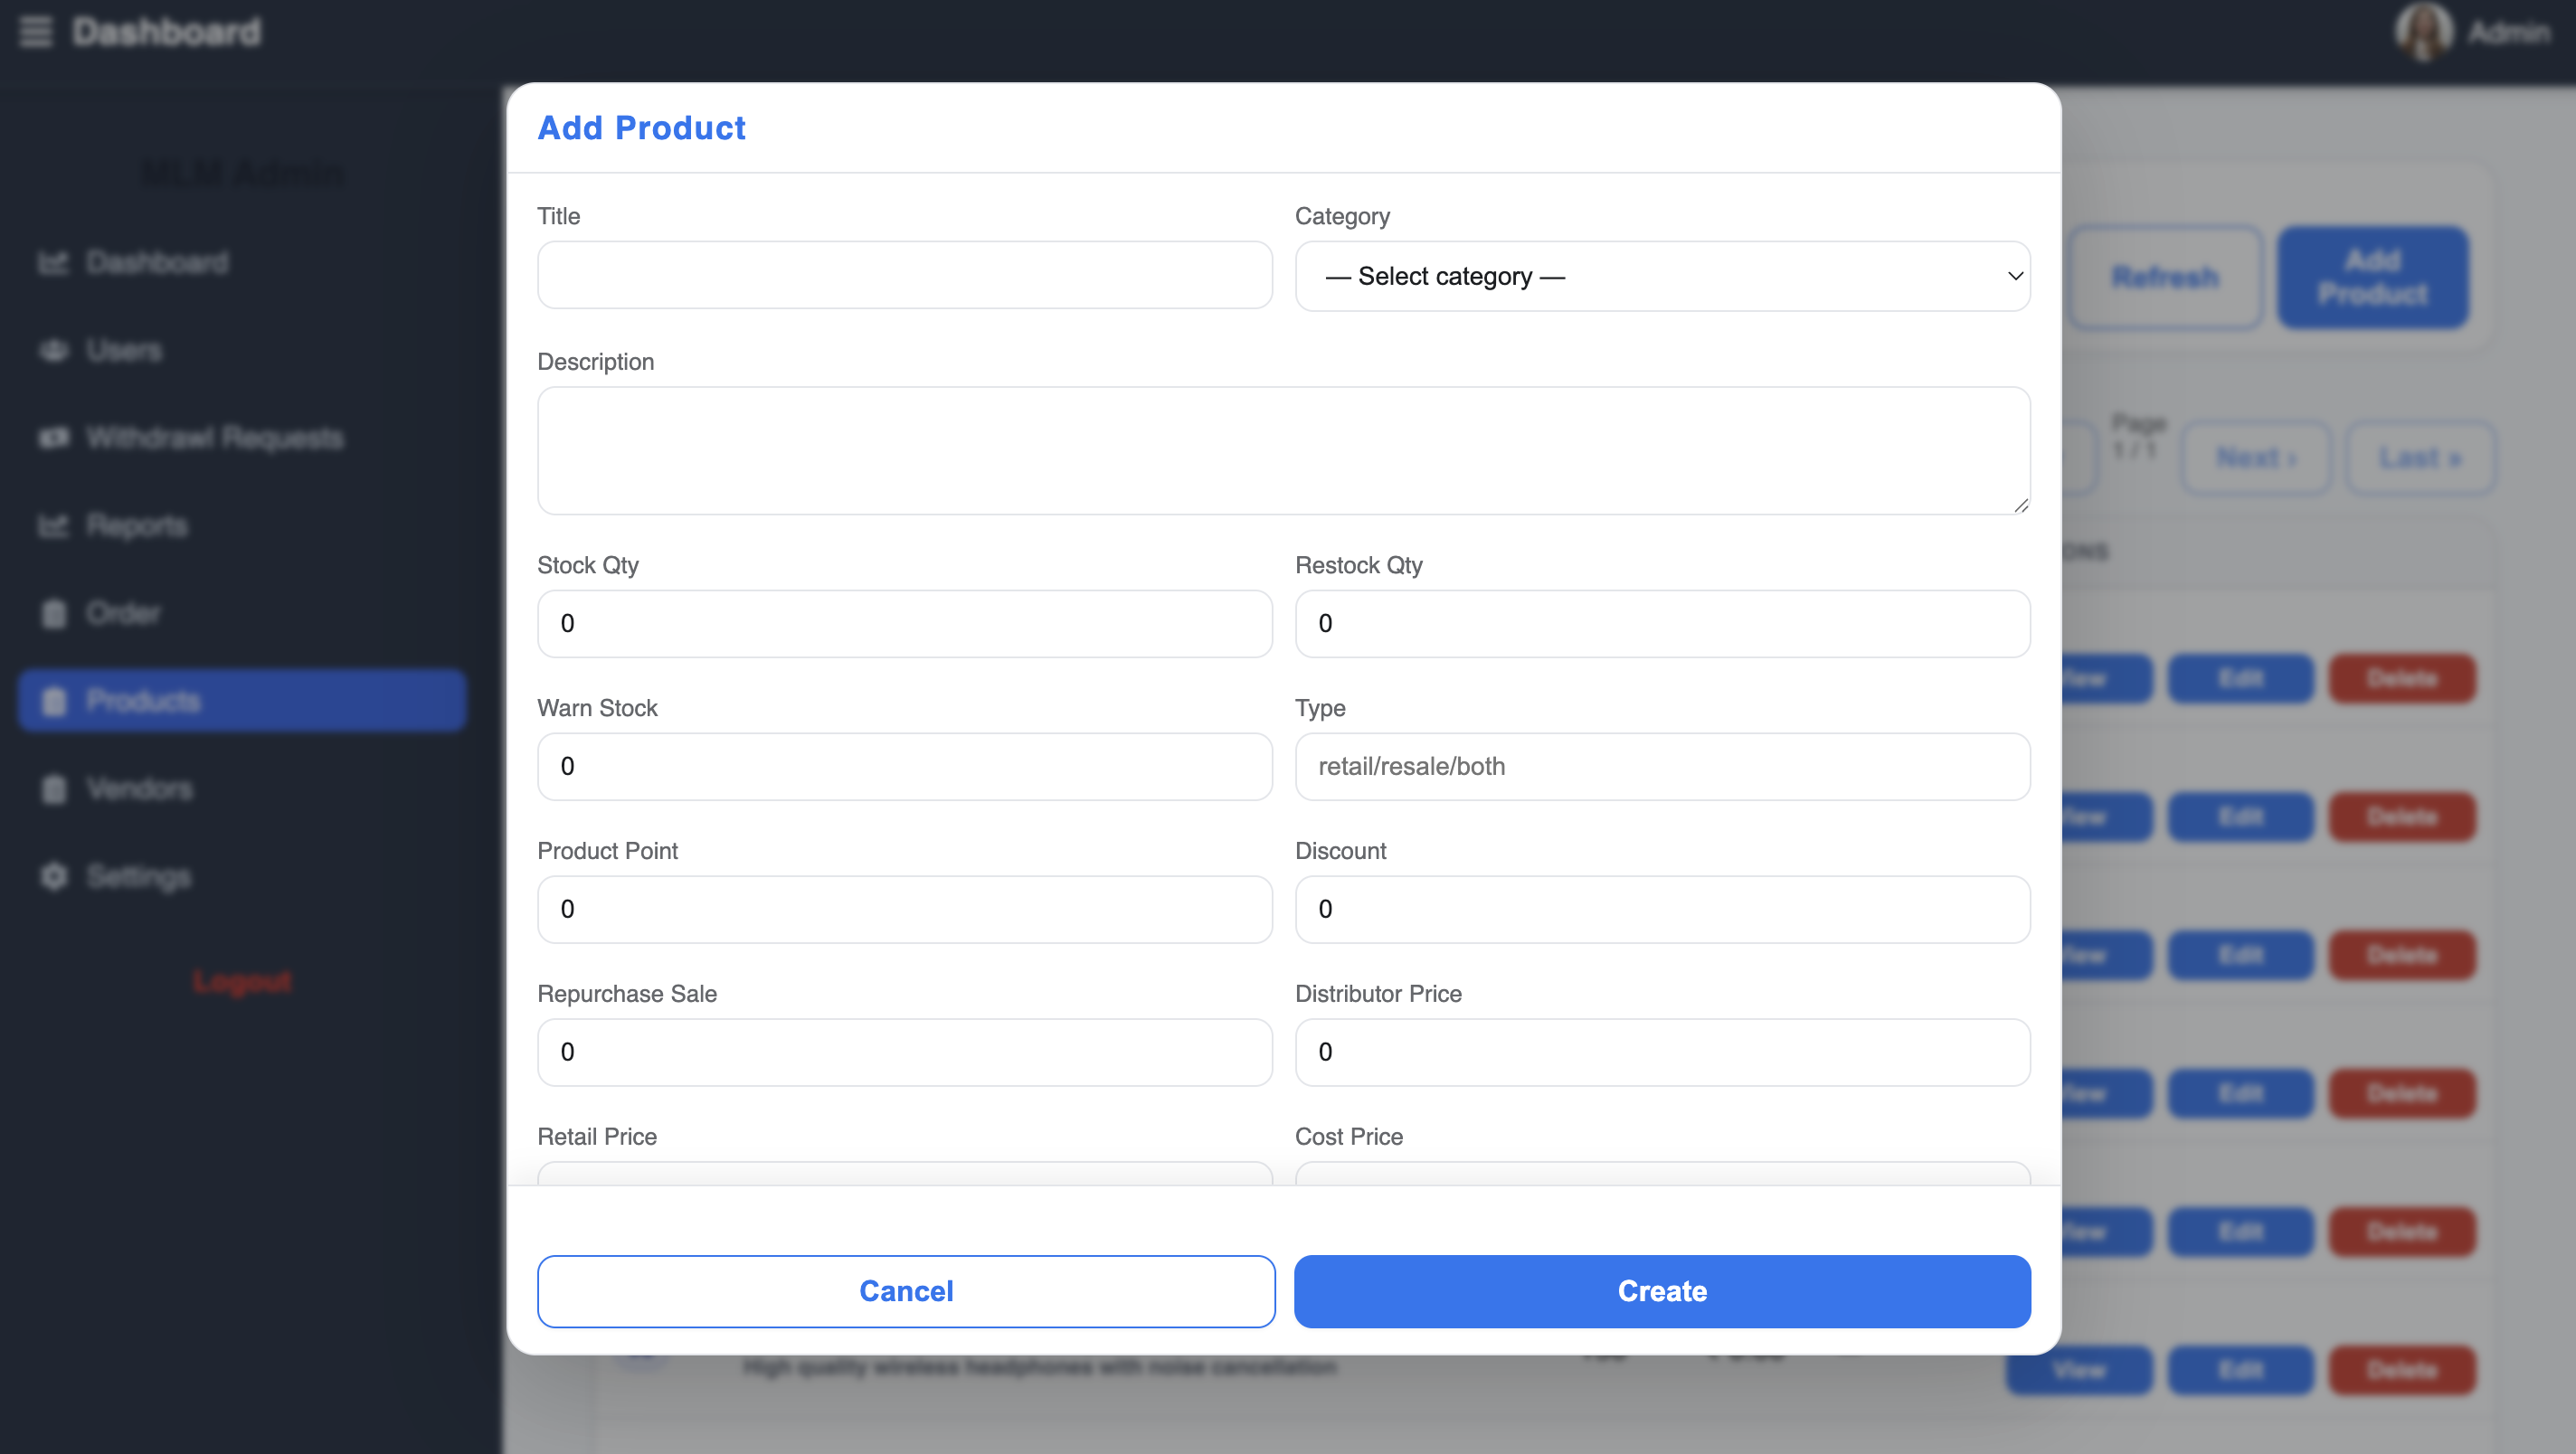 Dashboard
Admin
MLM Admin
Dashboard
Users
Withdrawl Requests
Reports
Order
Products
Vendors
Settings
Logout
Add Product
Title
Category
— Select category —
Description
Stock Qty
Restock Qty
0
0
Warn Stock
Type
0
retail/resale/both
Product Point
Discount
0
0
Repurchase Sale
Distributor Price
0
0
Retail Price
Cost Price
Cancel
Create
Refresh
Add
Product
Page
1 / 1
Next ›
Last »
View
Edit
Delete
View
Edit
Delete
View
Edit
Delete
View
Edit
Delete
View
Edit
Delete
High quality wireless headphones with noise cancellation
View
Edit
Delete